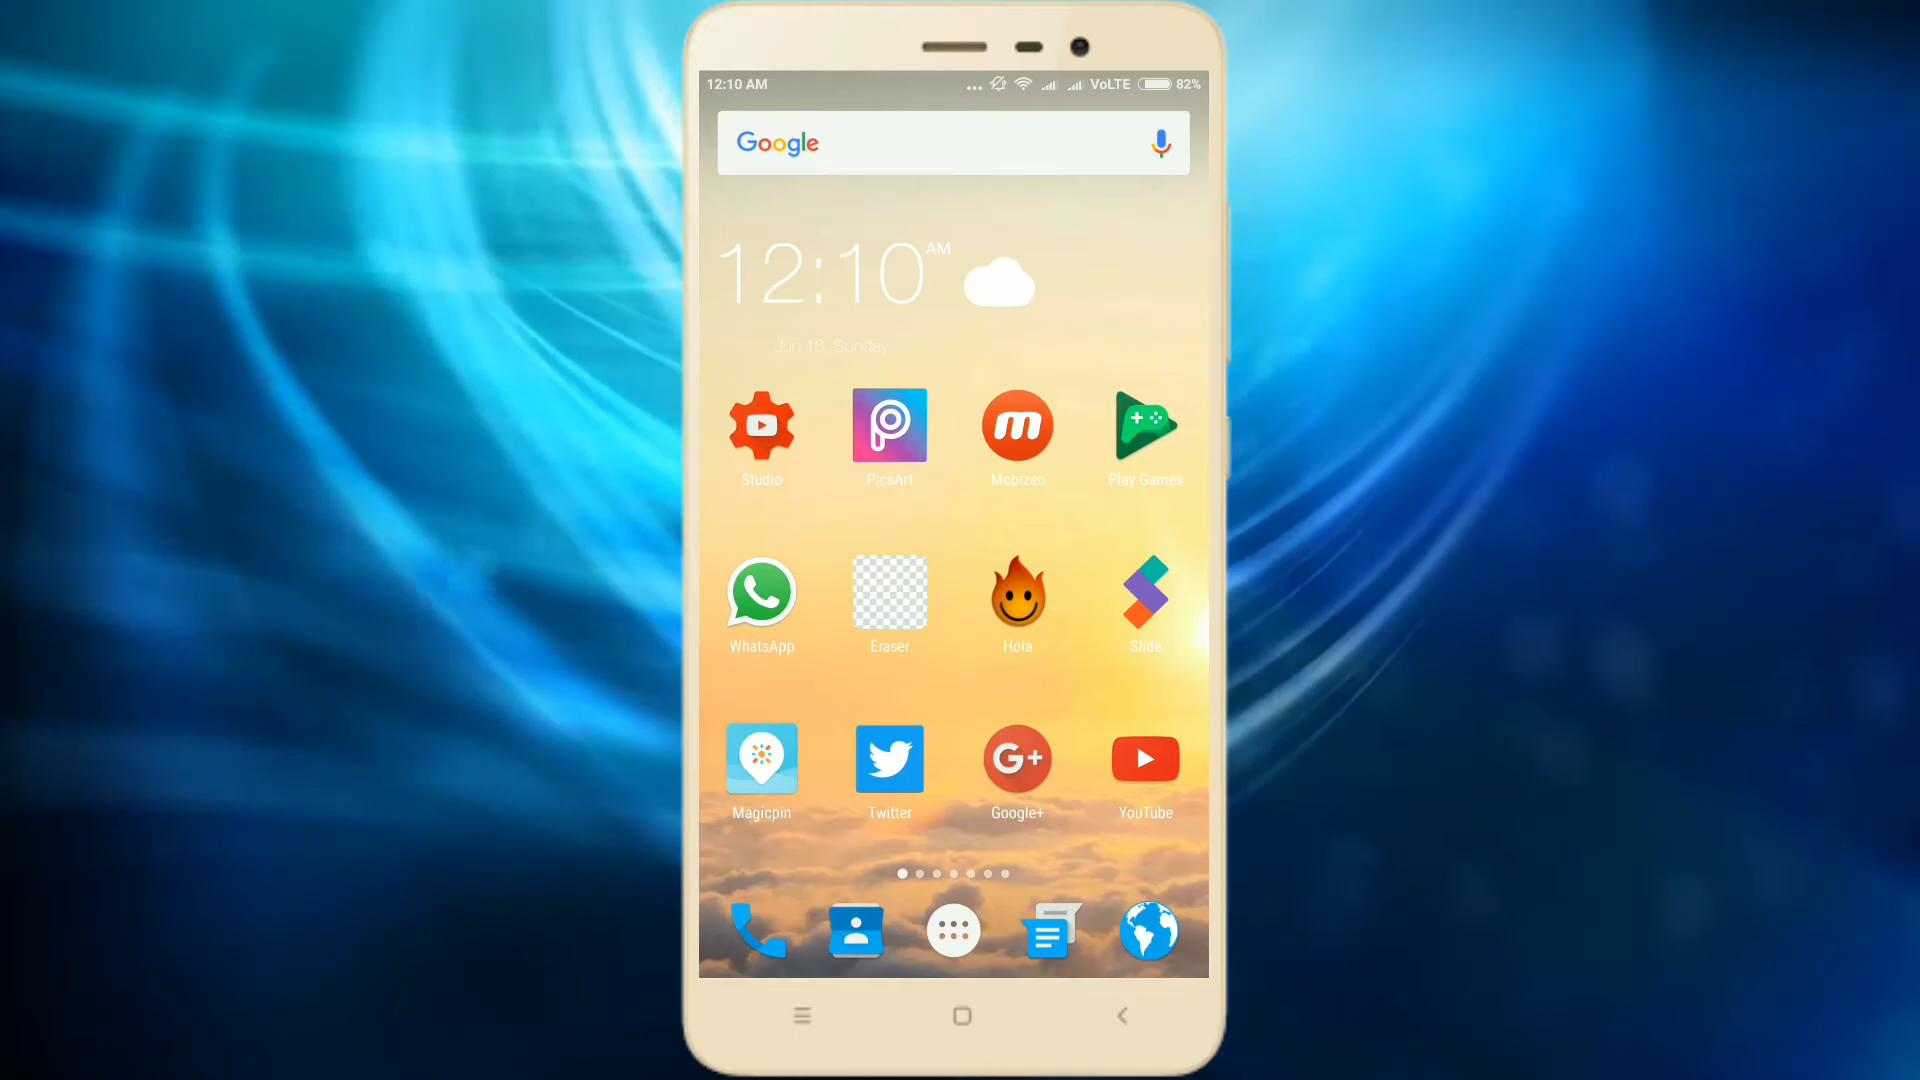 12:10 AM ... VoLTE 82%
Google
12:10 AM
Jun 18 Sunday
Studio PicsArt Mobizen Play Games
WhatsApp Eraser Hola Slide
G+
Magicpin Twitter Google+ YouTube